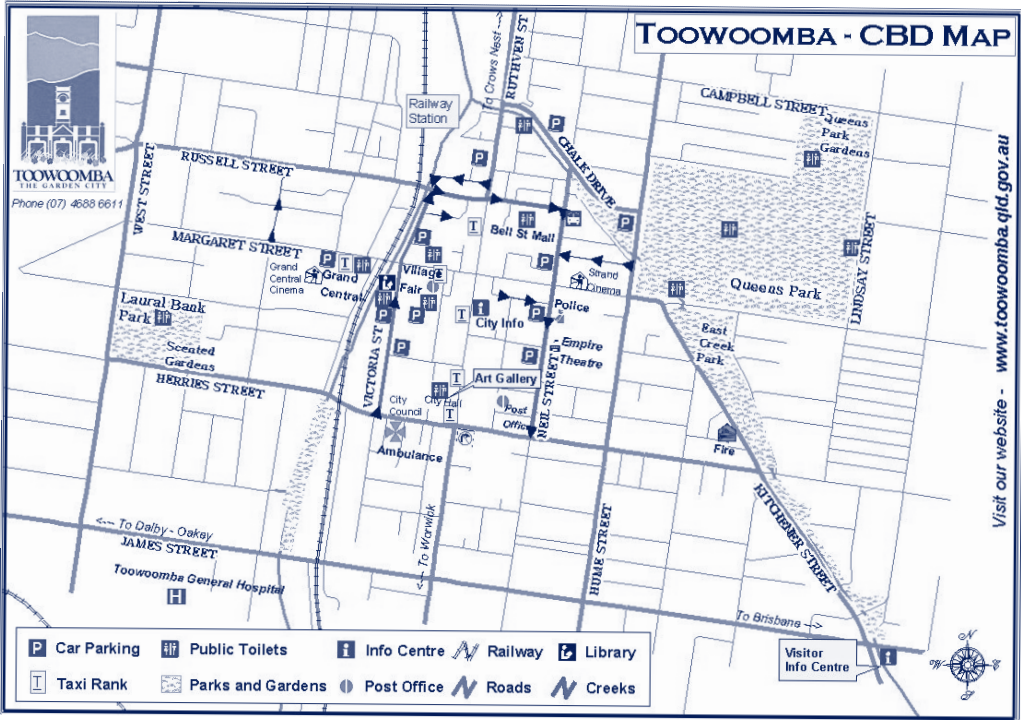 TOOWOOMBA - CBD MAP
TOOWOOMBA
THE GARDEN CITY
Phone (07) 4688 6611
To Crows Nest --->
RUTHVEN ST
Railway
Station
CAMPBELL STREET
Queens
Park
Gardens
CHALK DRIVE
RUSSELL STREET
WEST STREET
MARGARET STREET
Bell St Mall
Grand
Central
Cinema
Grand
Central
Village
Fair
Strand
Cinema
Queens Park
LINDSAY STREET
Laural Bank
Park
Scented
Gardens
City Info
Police
Empire
Theatre
East
Creek
Park
HERRIES STREET
VICTORIA ST
NEIL STREET
Art Gallery
City
Council
City Hall
Post
Office
Ambulance
Fire
KITCHENER STREET
HUME STREET
<--- To Dalby - Oakey
JAMES STREET
<--- To Warwick
Toowoomba General Hospital
H
To Brisbane --->
Visitor
Info Centre
Visit our website - www.toowoomba.qld.gov.au
N
W
E
S
P Car Parking
Public Toilets
i Info Centre
Railway
Library
T Taxi Rank
Parks and Gardens
Post Office
Roads
Creeks